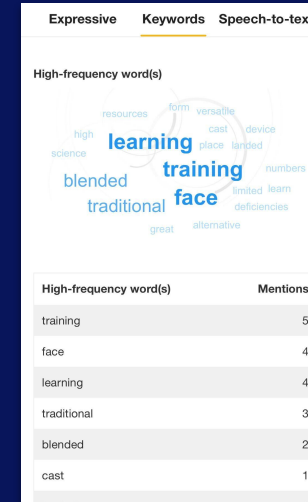 Expressive Keywords Speech-to-tex
High-frequency word(s)
form versatile
resources
cast device
high
learning place landed
science
training numbers
blended
limited learn
traditional face deficiencies
great alternative
High-frequency word(s) Mentions
training 5
face 4
learning 4
traditional 3
blended 2
cast 1